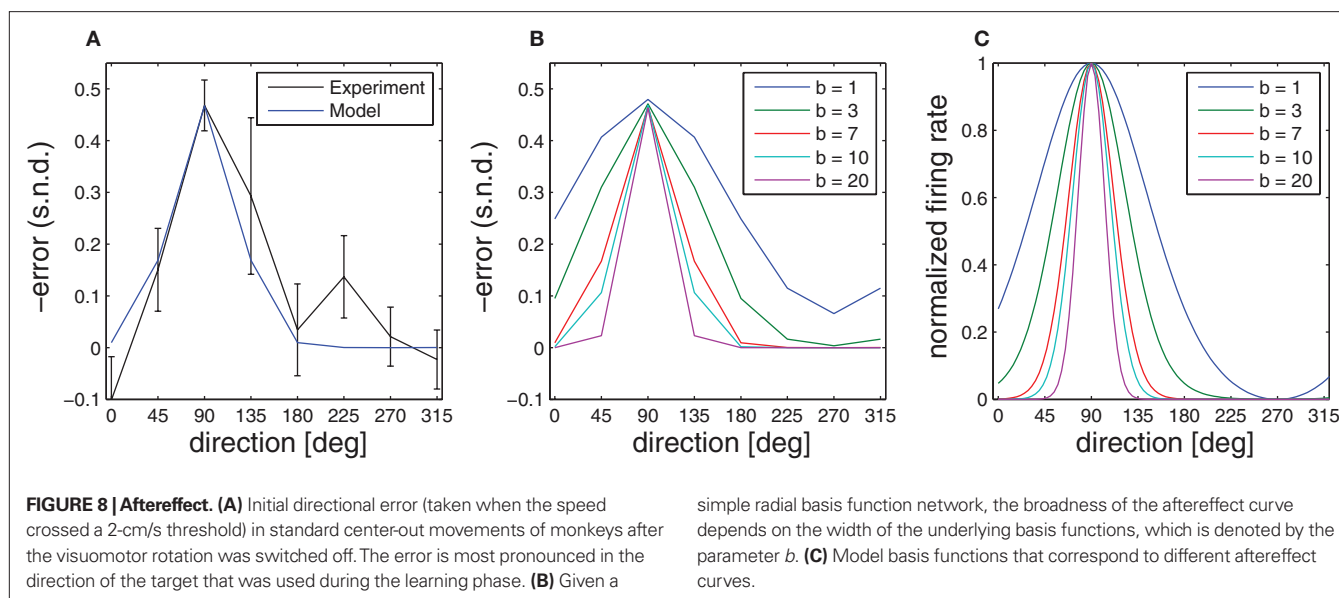 A
Experiment
Model
0.5
0.4
0.3
0.2
0.1
0
−0.1
−error (s.n.d.)
0 45 90 135 180 225 270 315
direction [deg]
B
b = 1
b = 3
b = 7
b = 10
b = 20
0.5
0.4
0.3
0.2
0.1
0
−0.1
−error (s.n.d.)
0 45 90 135 180 225 270 315
direction [deg]
C
b = 1
b = 3
b = 7
b = 10
b = 20
1
0.8
0.6
0.4
0.2
0
normalized firing rate
0 45 90 135 180 225 270 315
direction [deg]
FIGURE 8 | Aftereffect. (A) Initial directional error (taken when the speed
crossed a 2-cm/s threshold) in standard center-out movements of monkeys after
the visuomotor rotation was switched off. The error is most pronounced in the
direction of the target that was used during the learning phase. (B) Given a
simple radial basis function network, the broadness of the aftereffect curve
depends on the width of the underlying basis functions, which is denoted by the
parameter b. (C) Model basis functions that correspond to different aftereffect
curves.